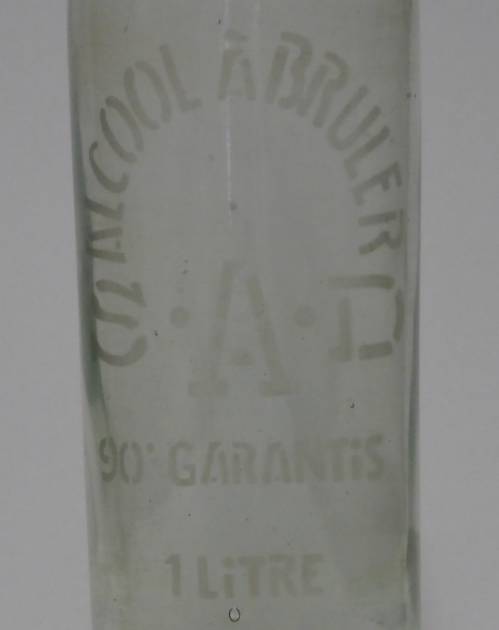 ALCOOL À BRULER
S·A·D
90° GARANTiS
1 LiTRE